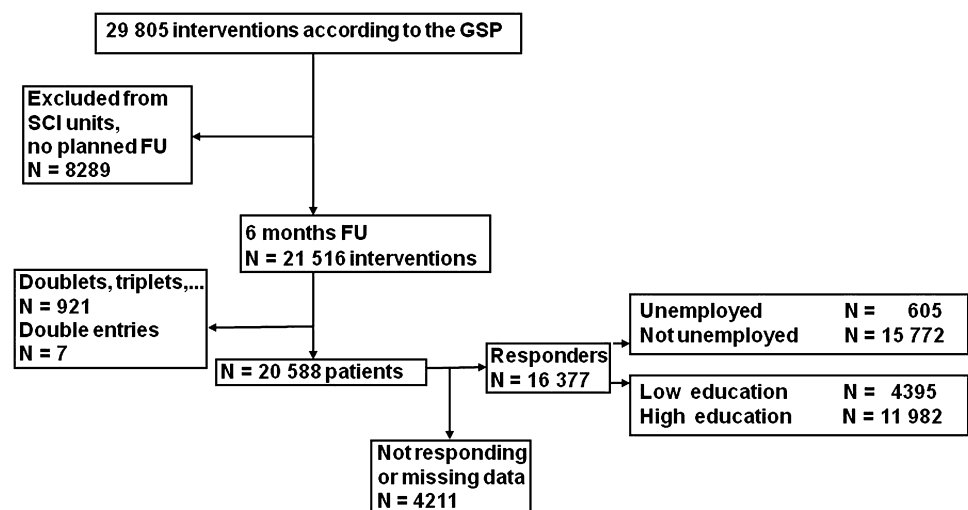 29 805 interventions according to the GSP
Excluded from
SCI units,
no planned FU
N = 8289
6 months FU
N = 21 516 interventions
Doublets, triplets,...
N = 921
Double entries
N = 7
N = 20 588 patients
Responders
N = 16 377
Unemployed N = 605
Not unemployed N = 15 772
Low education N = 4395
High education N = 11 982
Not responding
or missing data
N = 4211